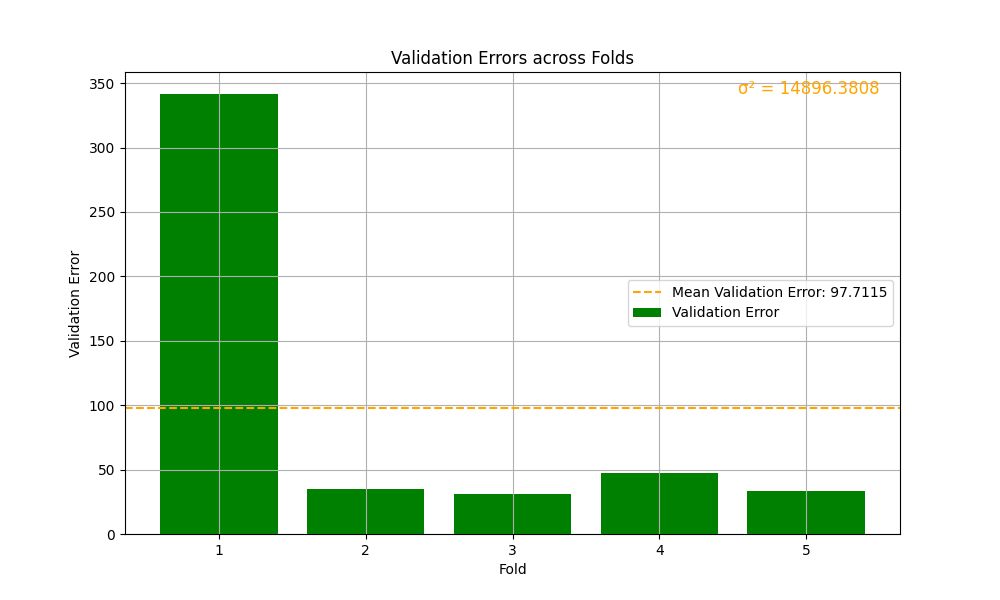 Validation Errors across Folds
σ² = 14896.3808
350
300
250
200
150
100
50
0
Validation Error
Mean Validation Error: 97.7115
Validation Error
1 2 3 4 5
Fold